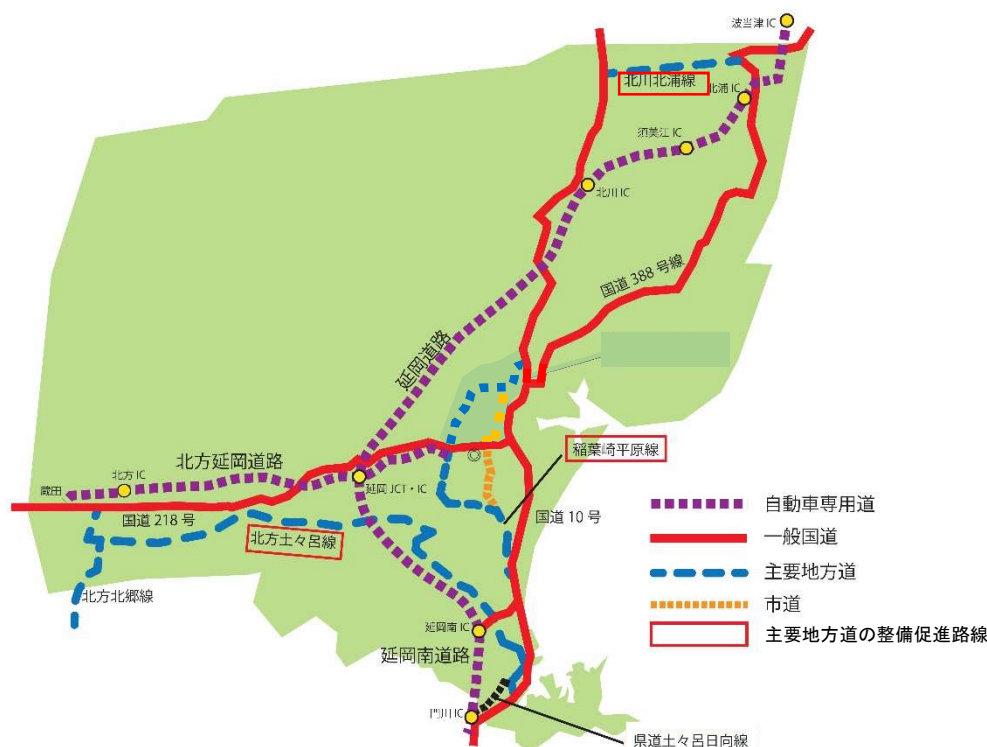 波当津 IC
北川北浦線
北浦 IC
須美江 IC
北川 IC
国道 388 号線
延岡道路
稲葉崎平原線
北方延岡道路
北方 IC
蔵田
延岡 JCT・IC
国道 218 号
国道 10 号
北方土々呂線
北方北郷線
延岡南 IC
延岡南道路
門川 IC
県道土々呂日向線
自動車専用道
一般国道
主要地方道
市道
主要地方道の整備促進路線